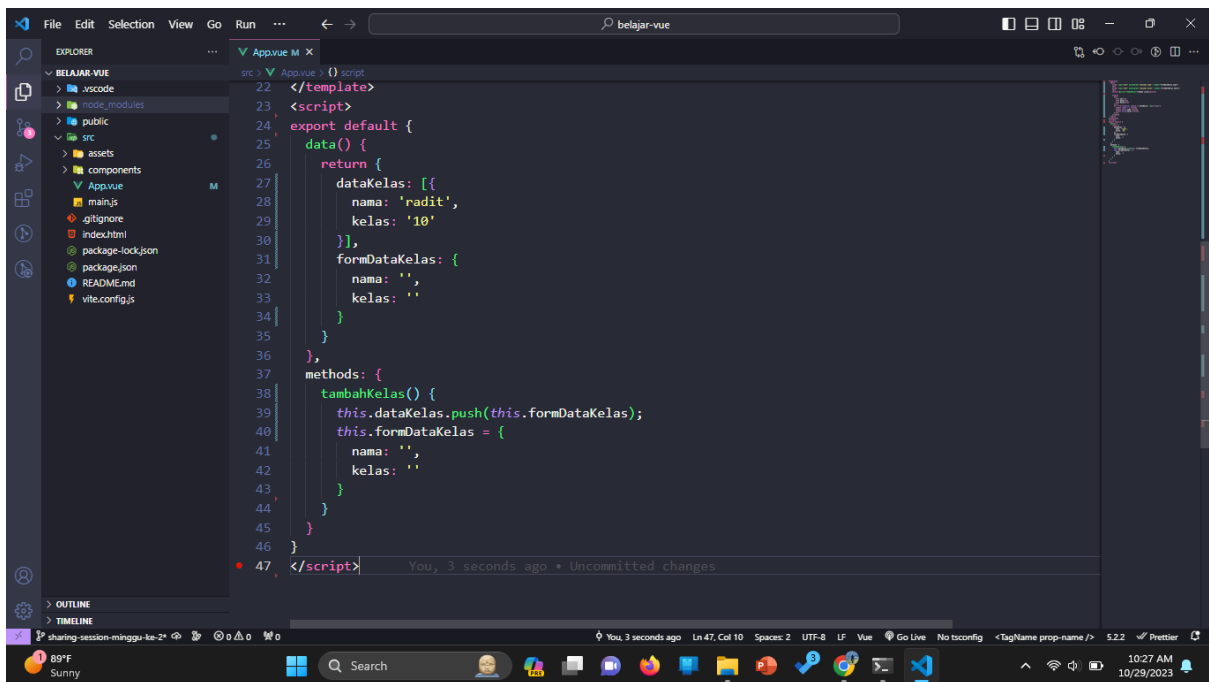 File Edit Selection View Go Run ··· belajar-vue
EXPLORER ···
App.vue M
BELAJAR-VUE
.vscode
node_modules
public
src
assets
components
App.vue M
main.js
.gitignore
index.html
package-lock.json
package.json
README.md
vite.config.js
OUTLINE
TIMELINE
src > App.vue > {} script
22 </template>
23 <script>
24 export default {
25 data() {
26 return {
27 dataKelas: [{
28 nama: 'radit',
29 kelas: '10'
30 }],
31 formDataKelas: {
32 nama: '',
33 kelas: ''
34 }
35 }
36 },
37 methods: {
38 tambahKelas() {
39 this.dataKelas.push(this.formDataKelas);
40 this.formDataKelas = {
41 nama: '',
42 kelas: ''
43 }
44 }
45 }
46 }
47 </script> You, 3 seconds ago • Uncommitted changes
sharing-session-minggu-ke-2* 0 0 0 You, 3 seconds ago Ln 47, Col 10 Spaces: 2 UTF-8 LF Vue Go Live No tsconfig <TagName prop-name /> 5.2.2 Prettier
1 89°F
Sunny
Search
PRE
3
10:27 AM
10/29/2023